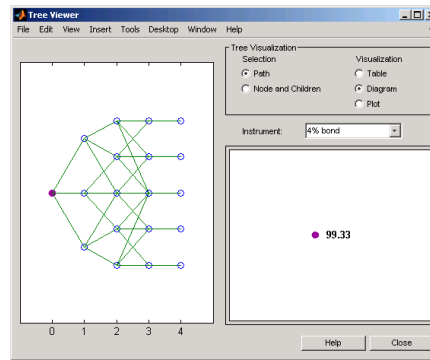 Tree Viewer
File Edit View Insert Tools Desktop Window Help
Tree Visualization
Selection Visualization
Path Table
Node and Children Diagram
Plot
Instrument: 4% bond
99.33
0 1 2 3 4
Help Close